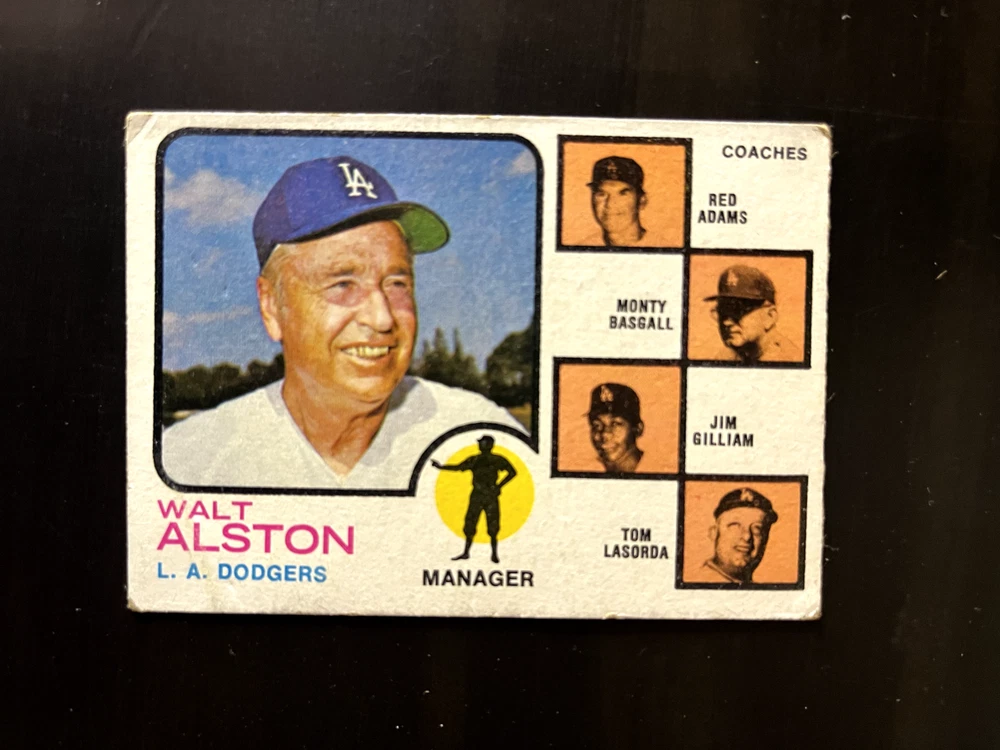 LA
COACHES
RED
ADAMS
MONTY
BASGALL
JIM
GILLIAM
TOM
LASORDA
WALT
ALSTON
L. A. DODGERS
MANAGER